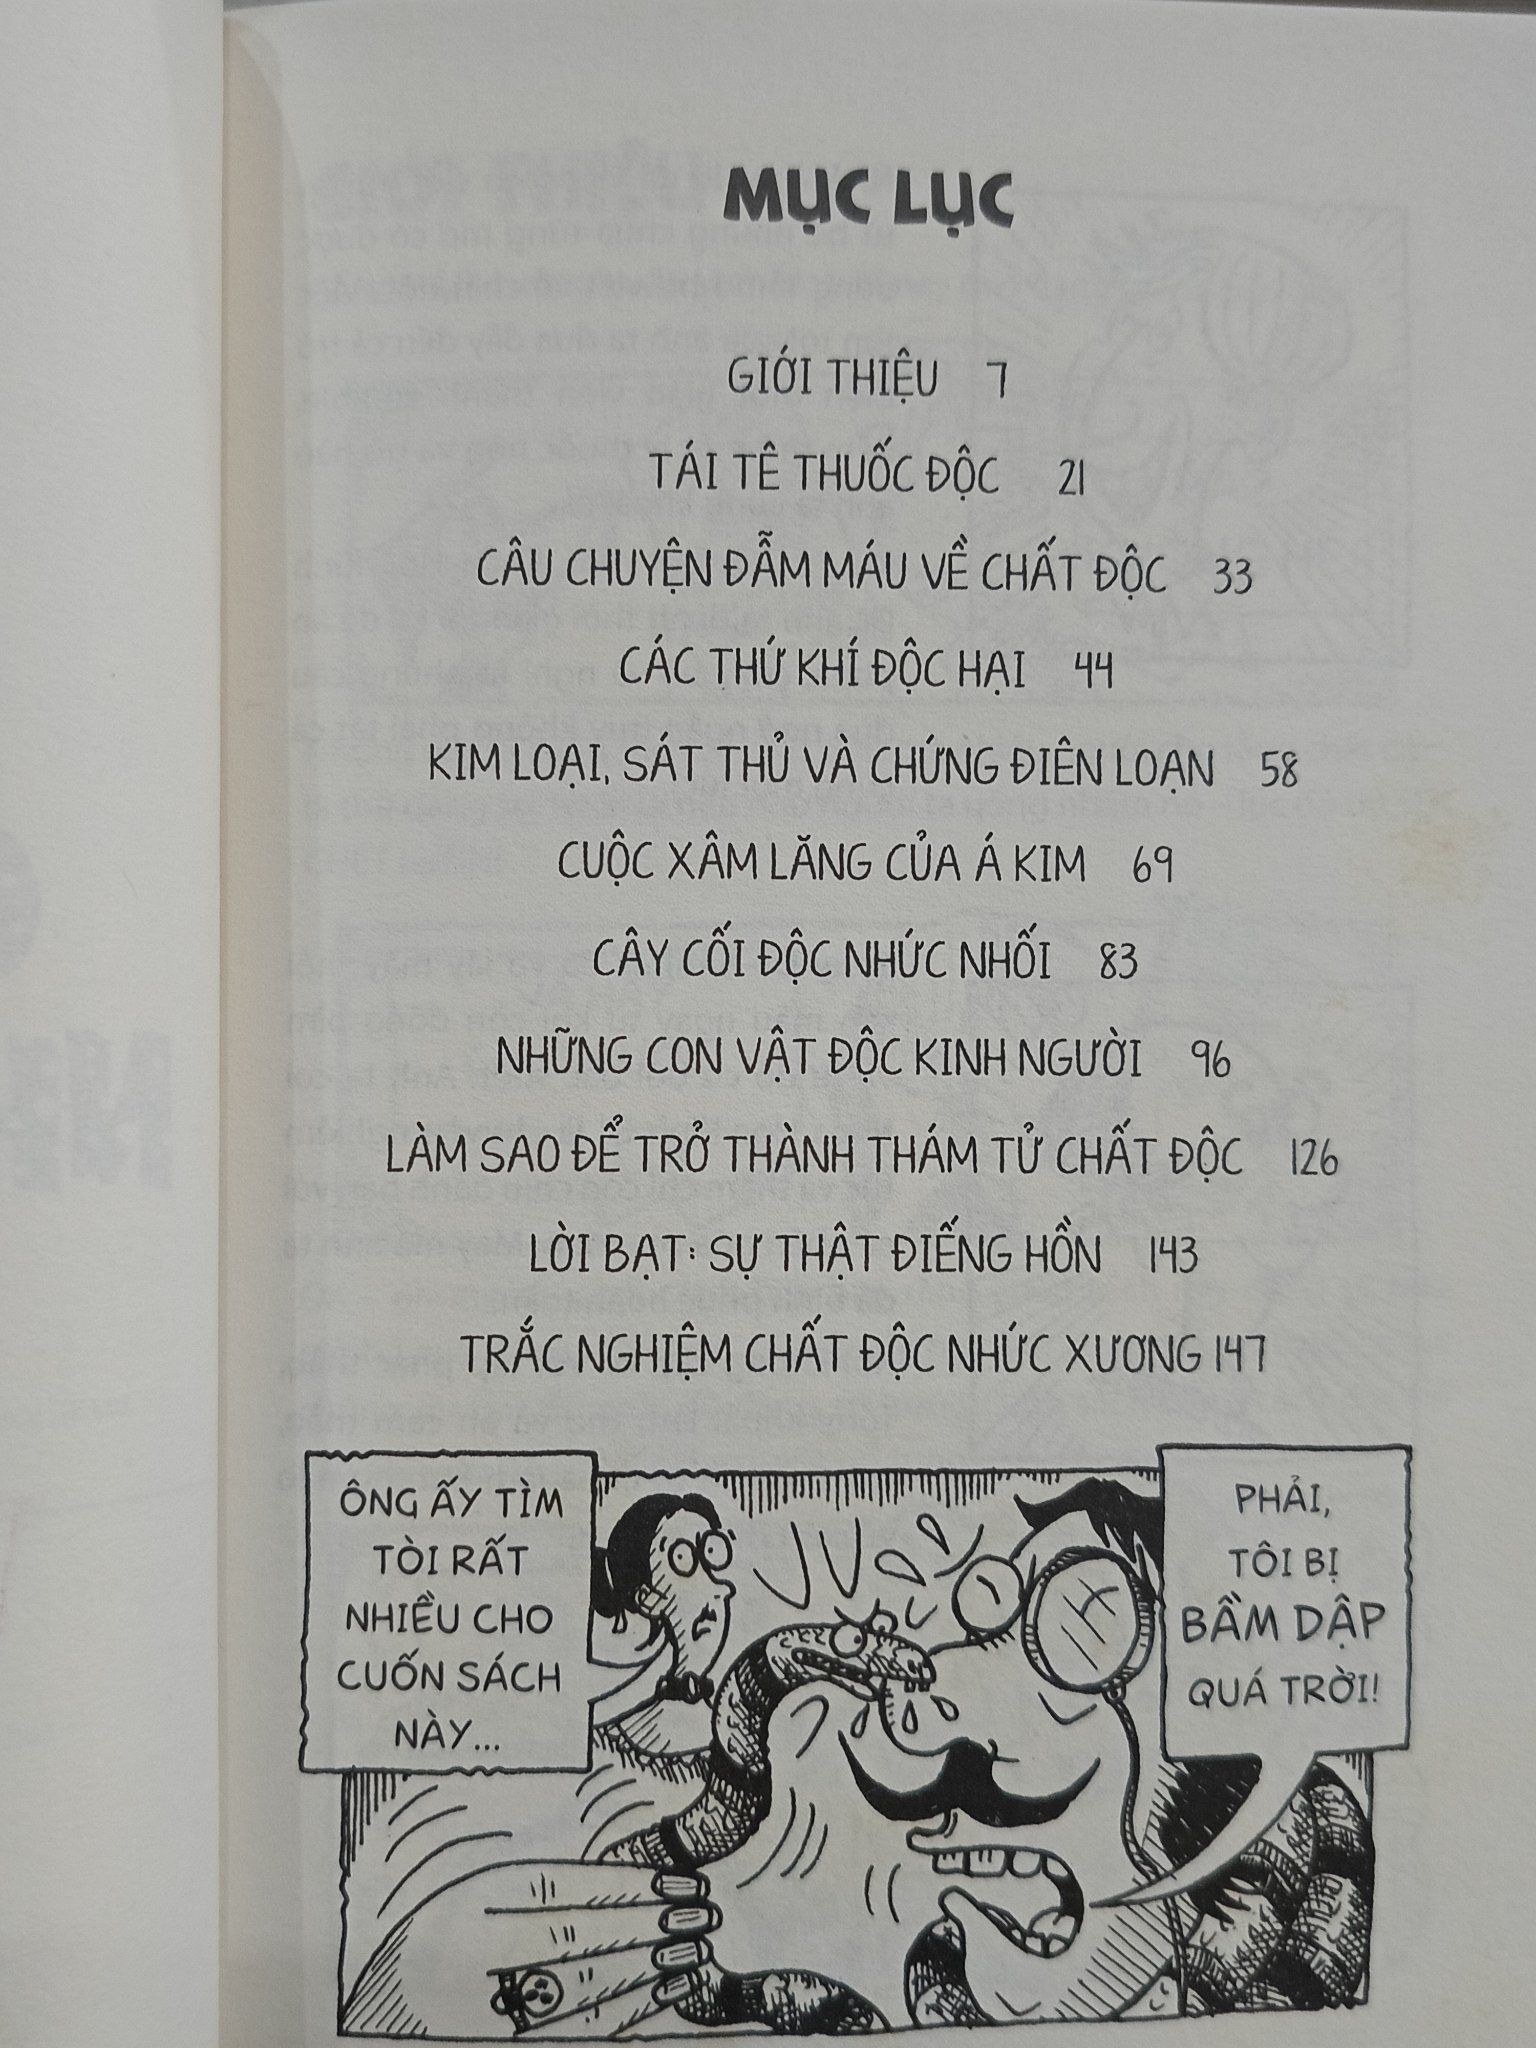 MỤC LỤC
GIỚI THIỆU 7
TÁI TÊ THUỐC ĐỘC 21
CÂU CHUYỆN ĐẪM MÁU VỀ CHẤT ĐỘC 33
CÁC THỨ KHÍ ĐỘC HẠI 44
KIM LOẠI, SÁT THỦ VÀ CHỨNG ĐIÊN LOẠN 58
CUỘC XÂM LĂNG CỦA Á KIM 69
CÂY CỐI ĐỘC NHỨC NHỐI 83
NHỮNG CON VẬT ĐỘC KINH NGƯỜI 96
LÀM SAO ĐỂ TRỞ THÀNH THÁM TỬ CHẤT ĐỘC 126
LỜI BẠT: SỰ THẬT ĐIẾNG HỒN 143
TRẮC NGHIỆM CHẤT ĐỘC NHỨC XƯƠNG 147
ÔNG ẤY TÌM
TÒI RẤT
NHIỀU CHO
CUỐN SÁCH
NÀY...
PHẢI,
TÔI BỊ
BẦM DẬP
QUÁ TRỜI!